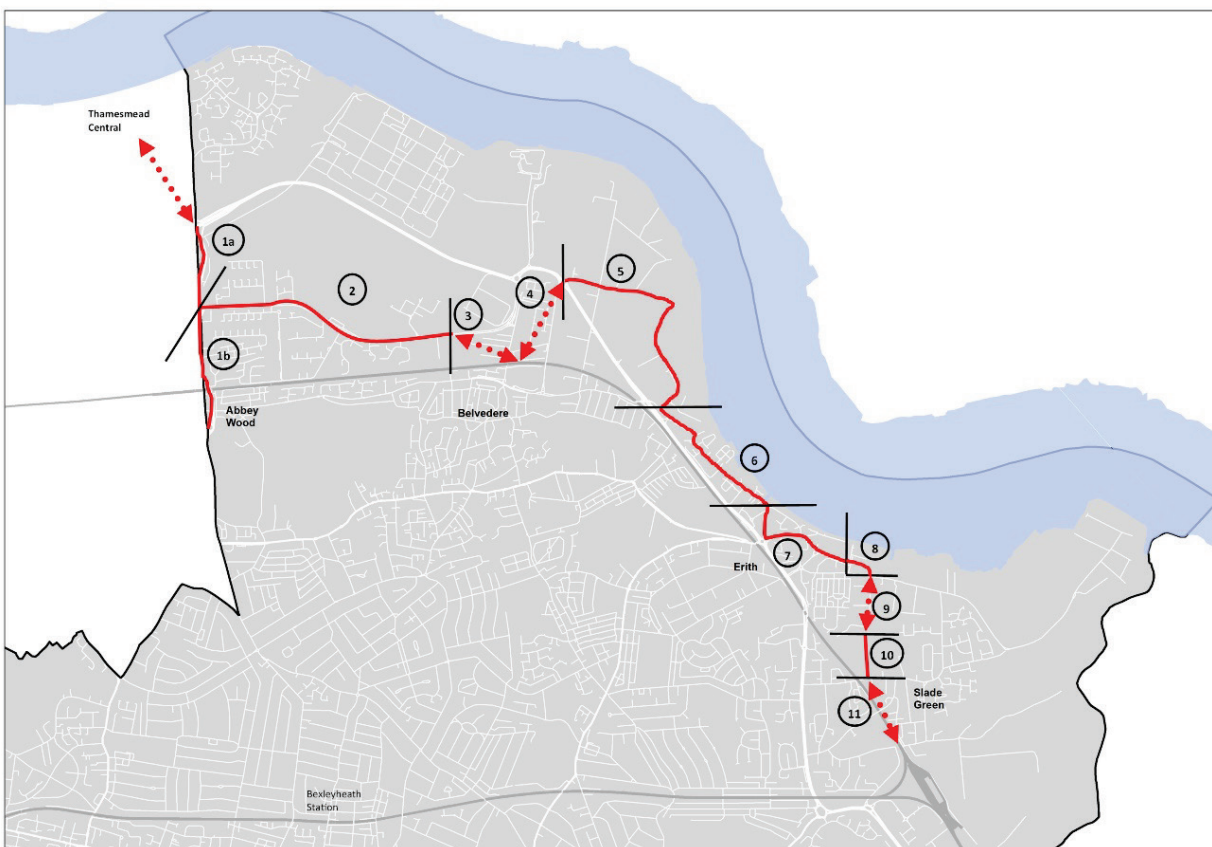 Thamesmead
Central
1a
2
1b
3
4
5
Abbey
Wood
Belvedere
6
7
8
Erith
9
10
Slade
Green
11
Bexleyheath
Station